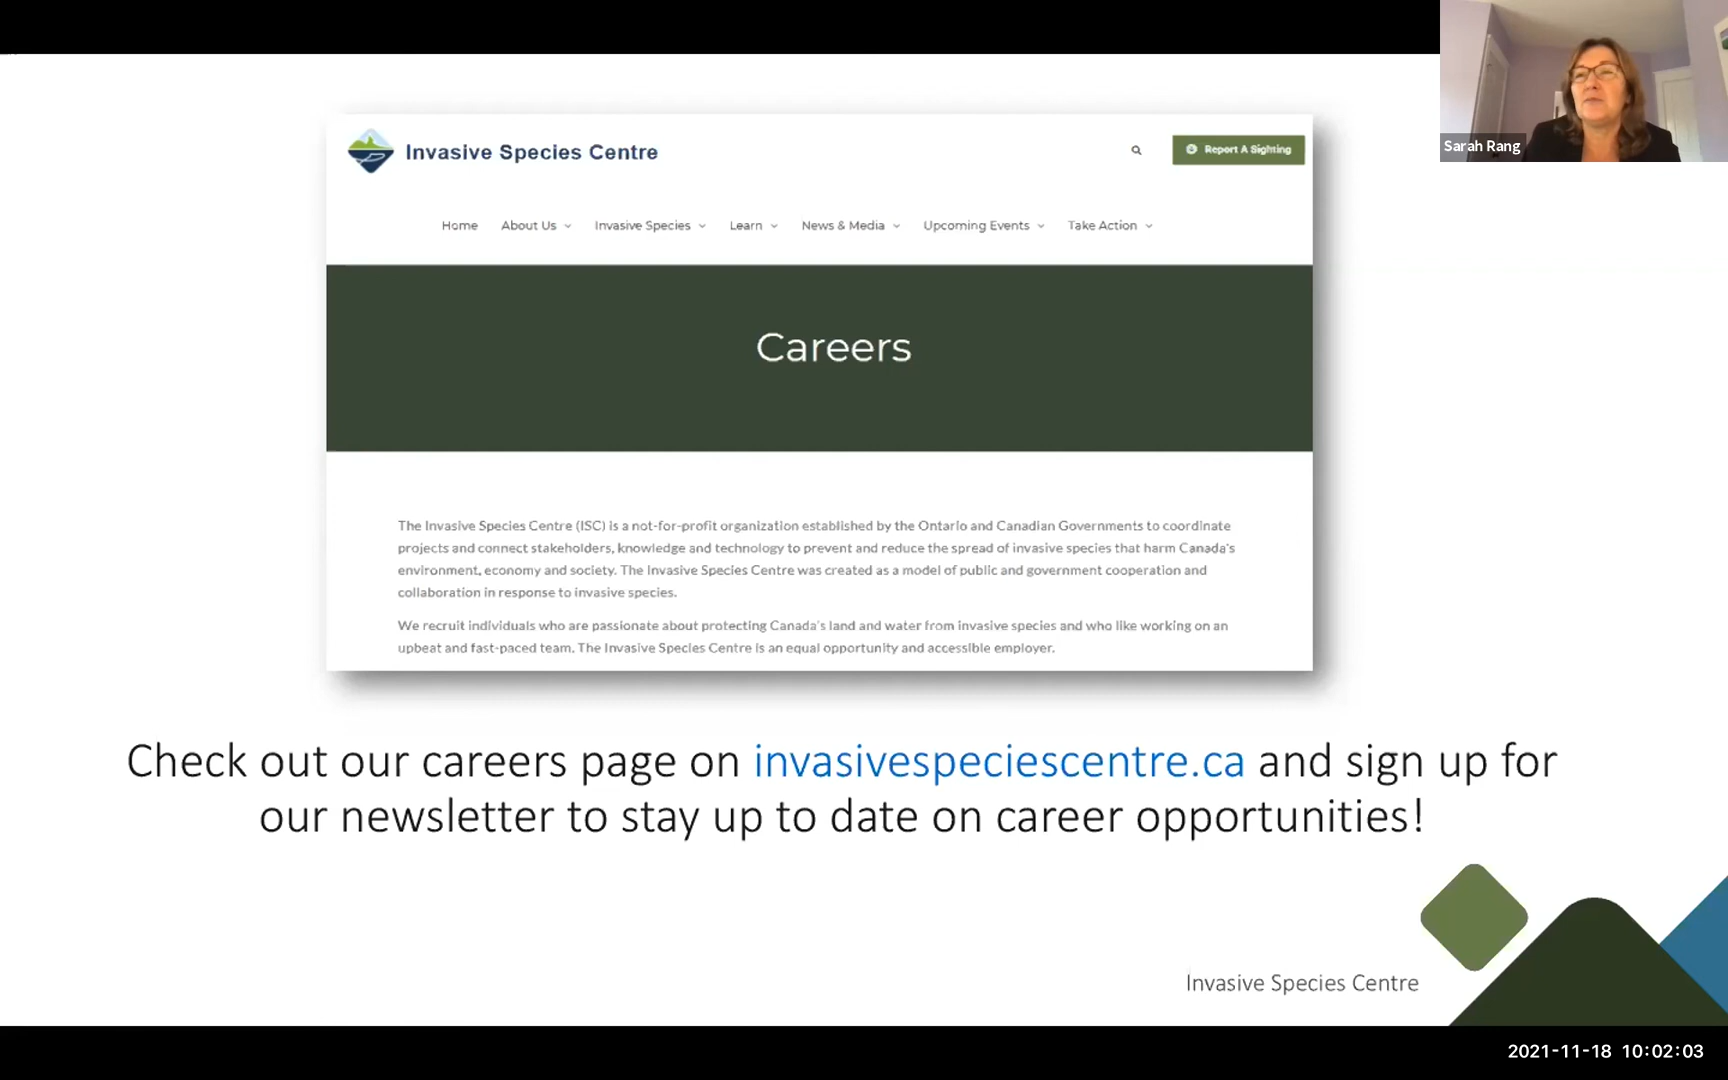 Invasive Species Centre
Report A Sighting
Sarah Rang
Home About Us Invasive Species Learn News & Media Upcoming Events Take Action
Careers
The Invasive Species Centre (ISC) is a not-for-profit organization established by the Ontario and Canadian Governments to coordinate
projects and connect stakeholders, knowledge and technology to prevent and reduce the spread of invasive species that harm Canada's
environment, economy and society. The Invasive Species Centre was created as a model of public and government cooperation and
collaboration in response to invasive species.
We recruit individuals who are passionate about protecting Canada's land and water from invasive species and who like working on an
upbeat and fast-paced team. The Invasive Species Centre is an equal opportunity and accessible employer.
Check out our careers page on invasivespeciescentre.ca and sign up for
our newsletter to stay up to date on career opportunities!
Invasive Species Centre
2021-11-18 10:02:03